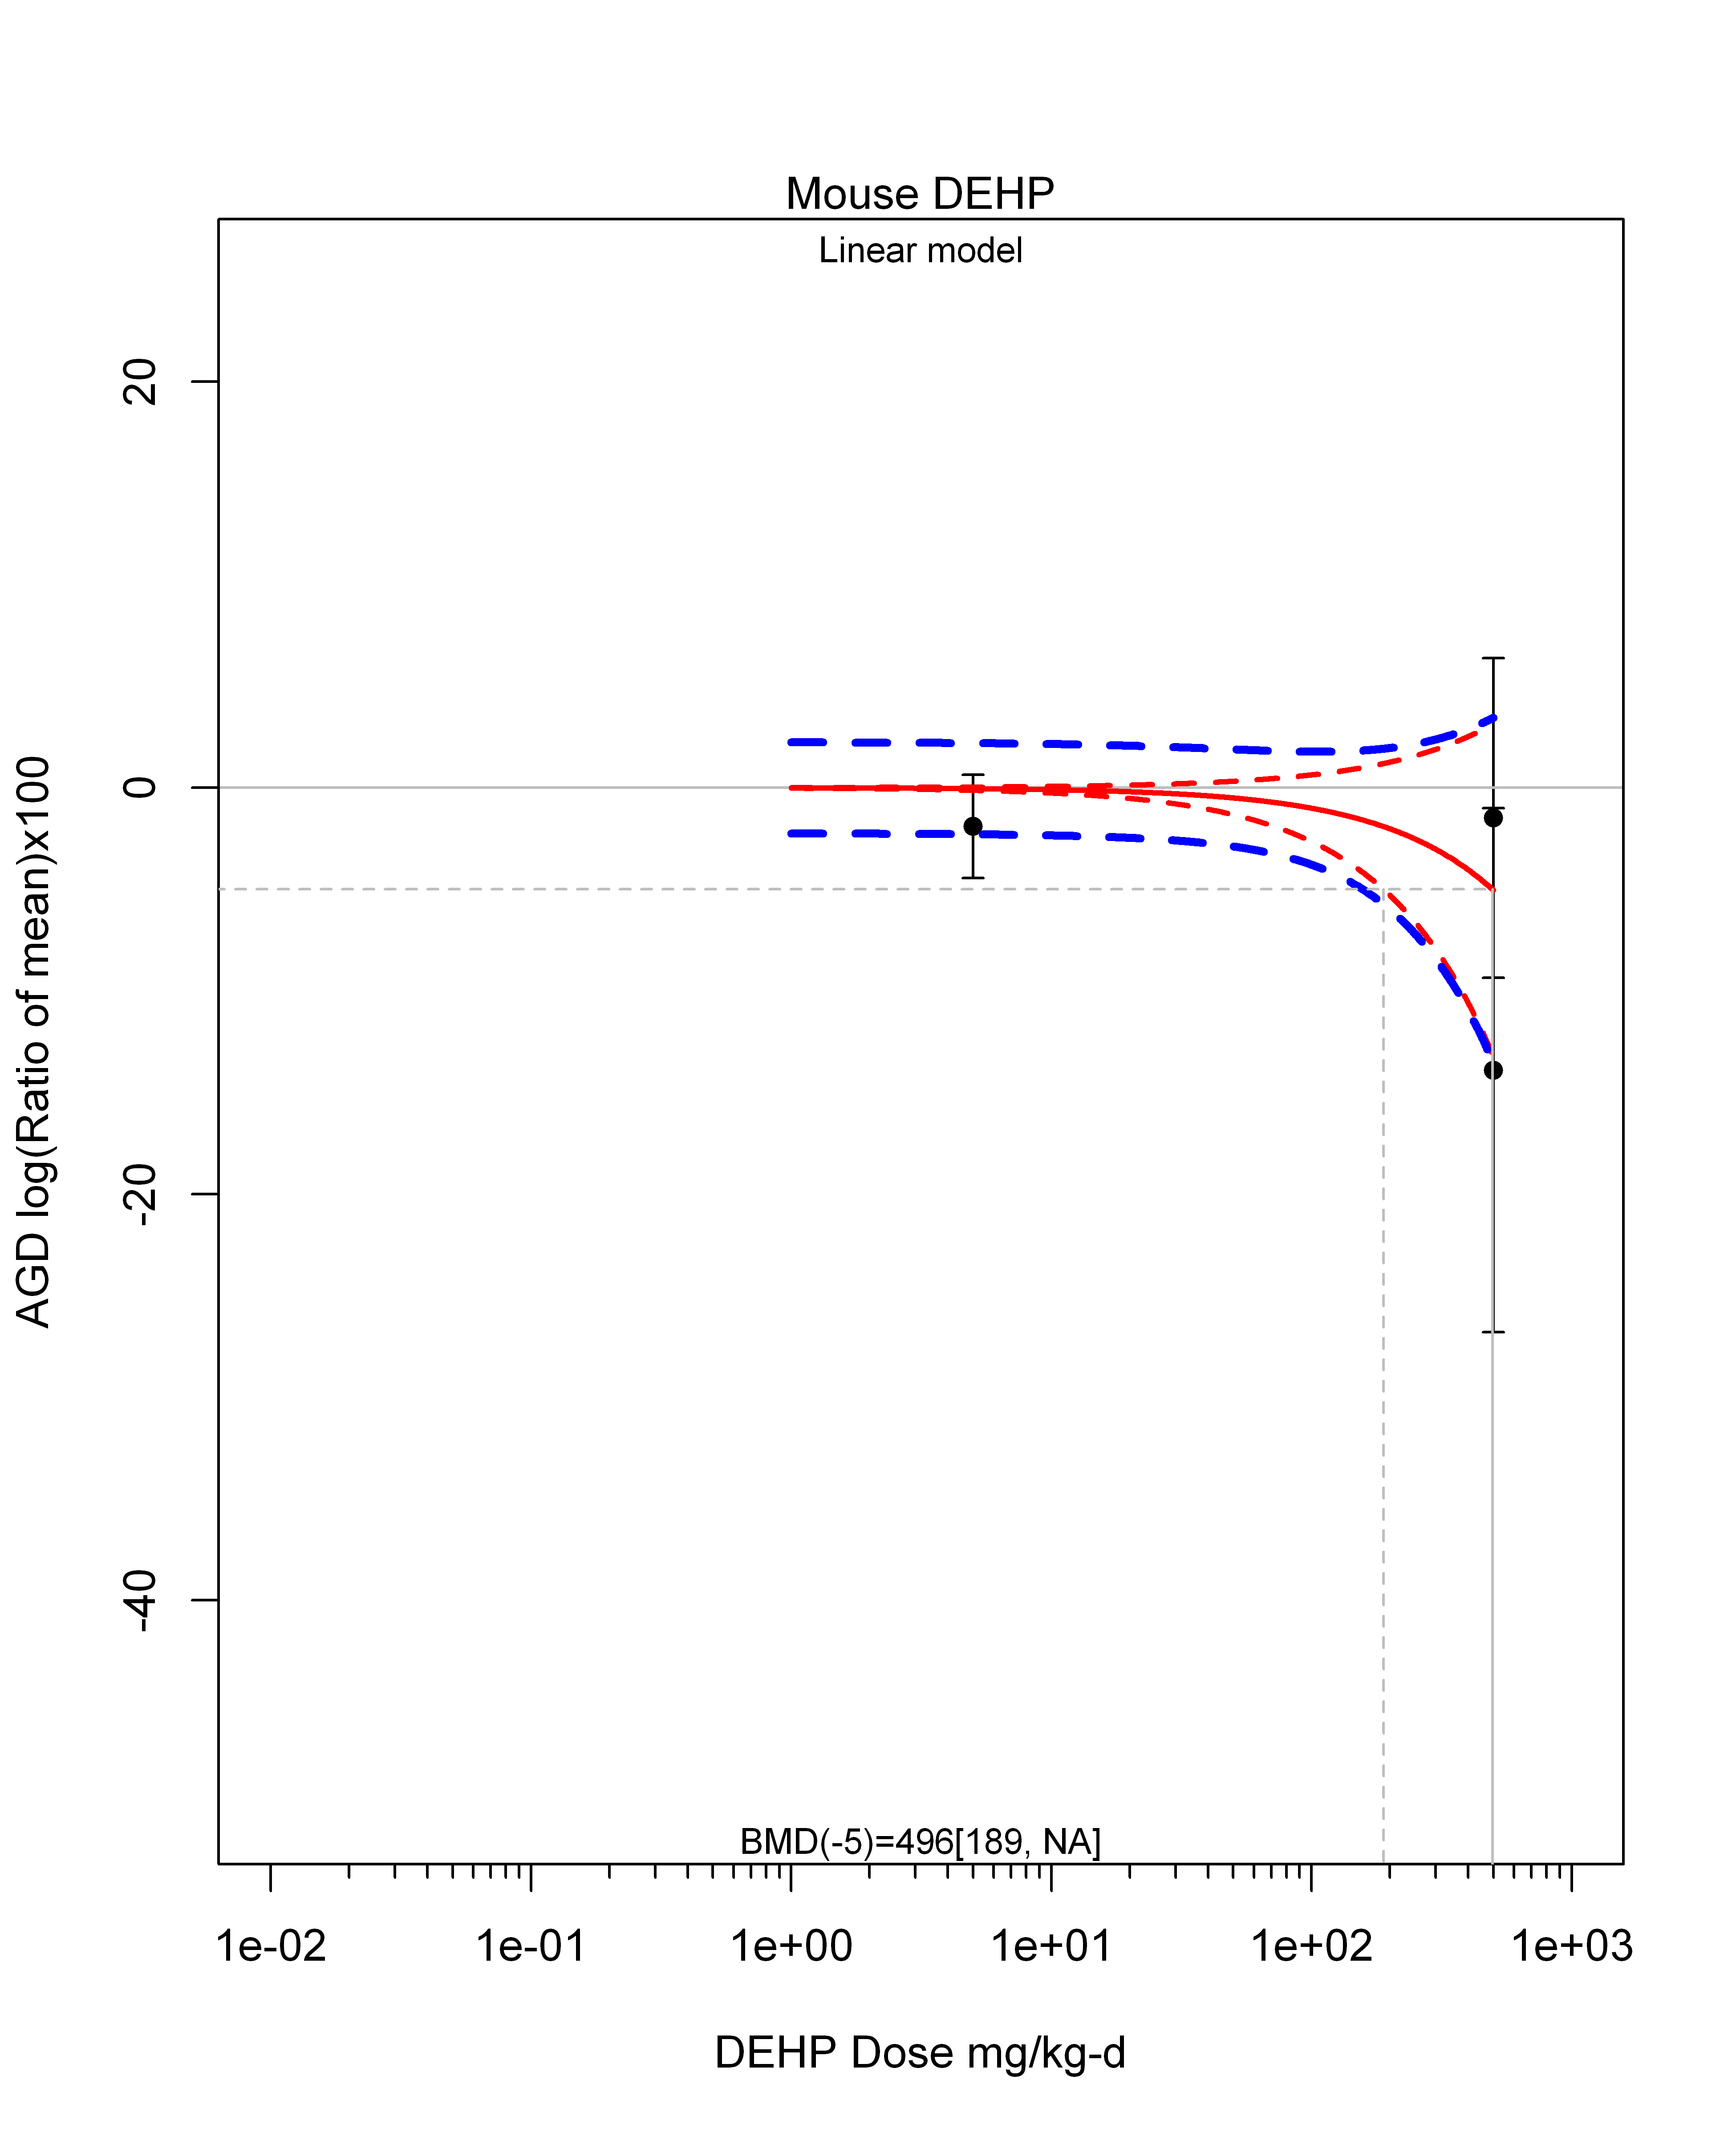 Mouse DEHP
Linear model
AGD log(Ratio of mean)x100
20
0
-20
-40
BMD(-5)=496[189, NA]
1e-02 1e-01 1e+00 1e+01 1e+02 1e+03
DEHP Dose mg/kg-d